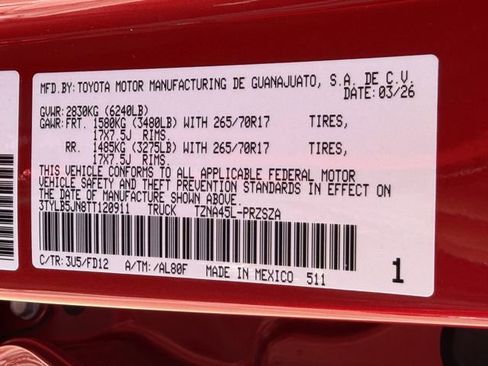 MFD.BY: TOYOTA MOTOR MANUFACTURING DE GUANAJUATO, S.A. DE C.V.
DATE: 03/26
GVWR: 2830KG (6240LB)
GAWR: FRT. 1580KG (3480LB) WITH 265/70R17 TIRES,
17X7.5J RIMS.
RR. 1485KG (3275LB) WITH 265/70R17 TIRES,
17X7.5J RIMS.
THIS VEHICLE CONFORMS TO ALL APPLICABLE FEDERAL MOTOR
VEHICLE SAFETY AND THEFT PREVENTION STANDARDS IN EFFECT ON
THE DATE OF MANUFACTURE SHOWN ABOVE.
3TYLB5JN8TT120911 TRUCK TZNA45L-PRZSZA
C/TR: 3U5/FD12 A/TM: /AL80F MADE IN MEXICO 511 1